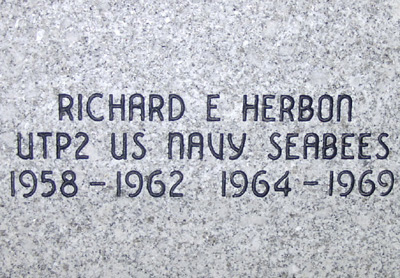 RICHARD E HERBON
UTP2 US NAVY SEABEES
1958 - 1962 1964 - 1969